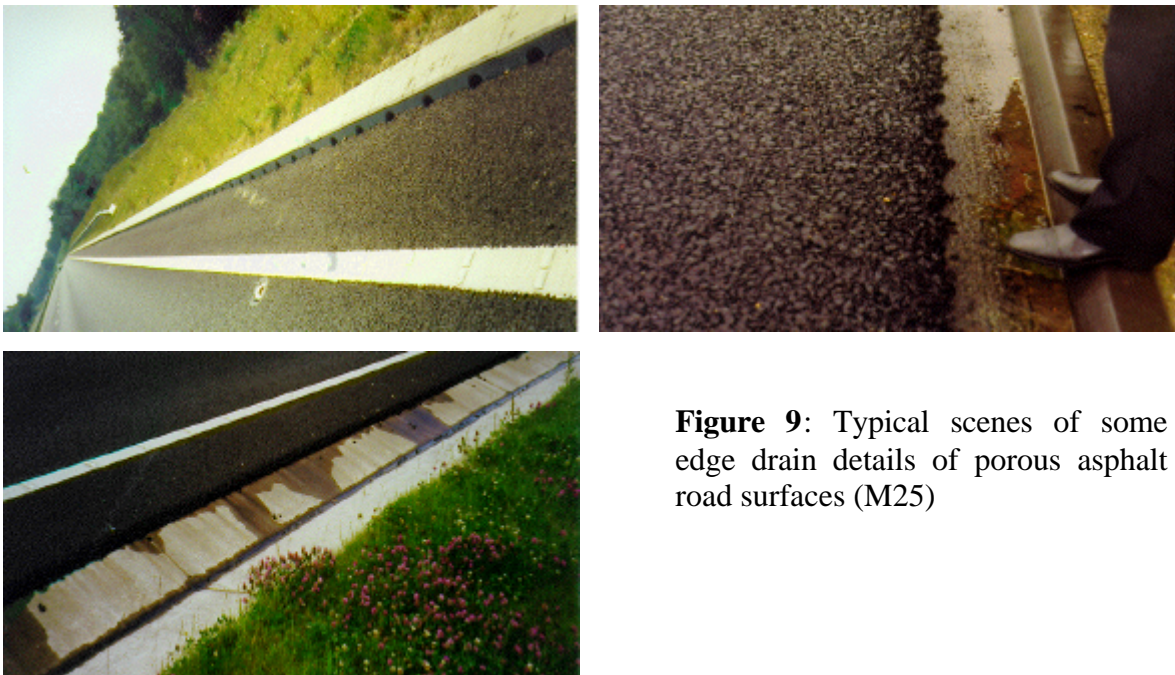 Figure 9: Typical scenes of some
edge drain details of porous asphalt
road surfaces (M25)